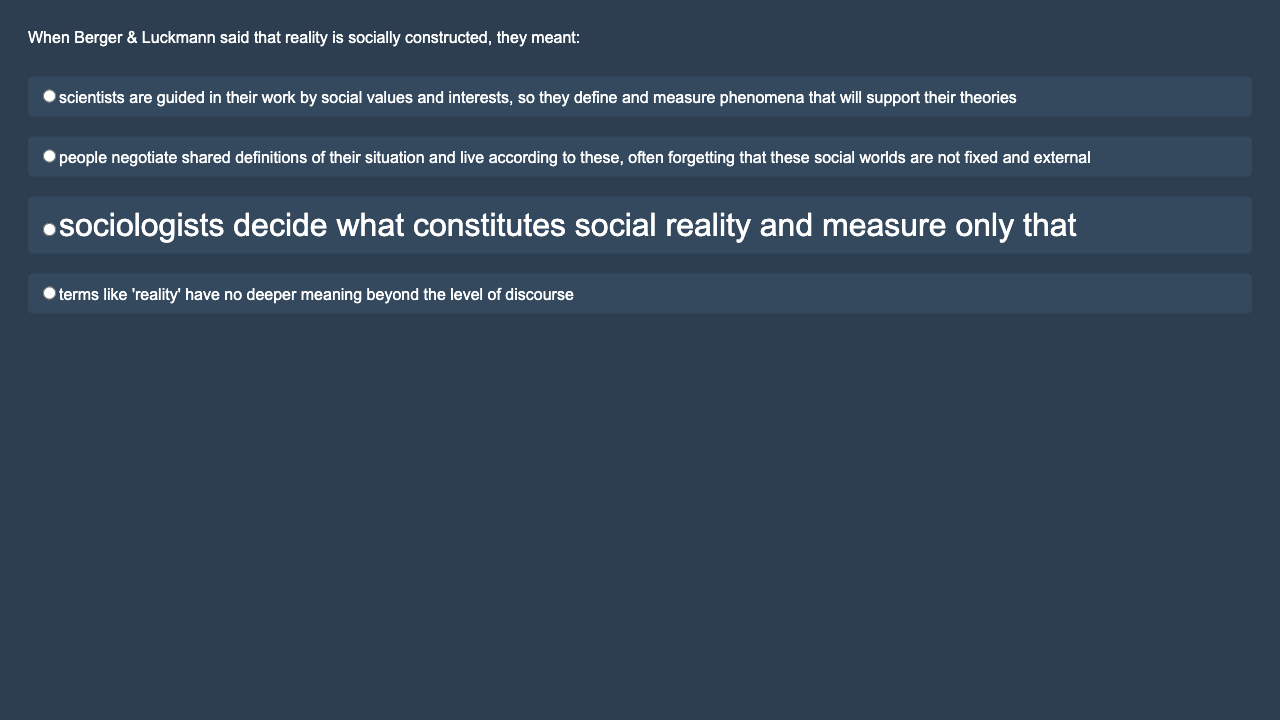 When Berger & Luckmann said that reality is socially constructed, they meant:
scientists are guided in their work by social values and interests, so they define and measure phenomena that will support their theories
people negotiate shared definitions of their situation and live according to these, often forgetting that these social worlds are not fixed and external
sociologists decide what constitutes social reality and measure only that
terms like 'reality' have no deeper meaning beyond the level of discourse